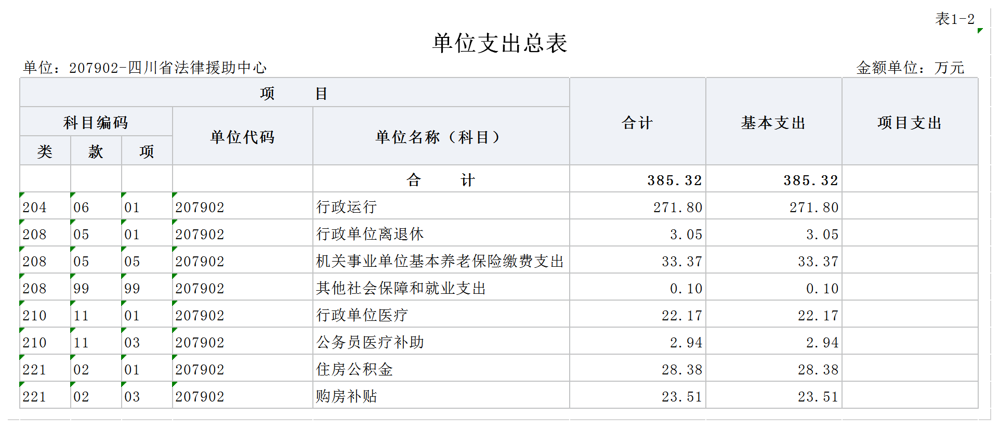 表1-2
单位支出总表
单位：207902-四川省法律援助中心 金额单位：万元
项 目 合计 基本支出 项目支出
科目编码 单位代码 单位名称（科目）
类 款 项
合 计 385.32 385.32
204 06 01 207902 行政运行 271.80 271.80
208 05 01 207902 行政单位离退休 3.05 3.05
208 05 05 207902 机关事业单位基本养老保险缴费支出 33.37 33.37
208 99 99 207902 其他社会保障和就业支出 0.10 0.10
210 11 01 207902 行政单位医疗 22.17 22.17
210 11 03 207902 公务员医疗补助 2.94 2.94
221 02 01 207902 住房公积金 28.38 28.38
221 02 03 207902 购房补贴 23.51 23.51